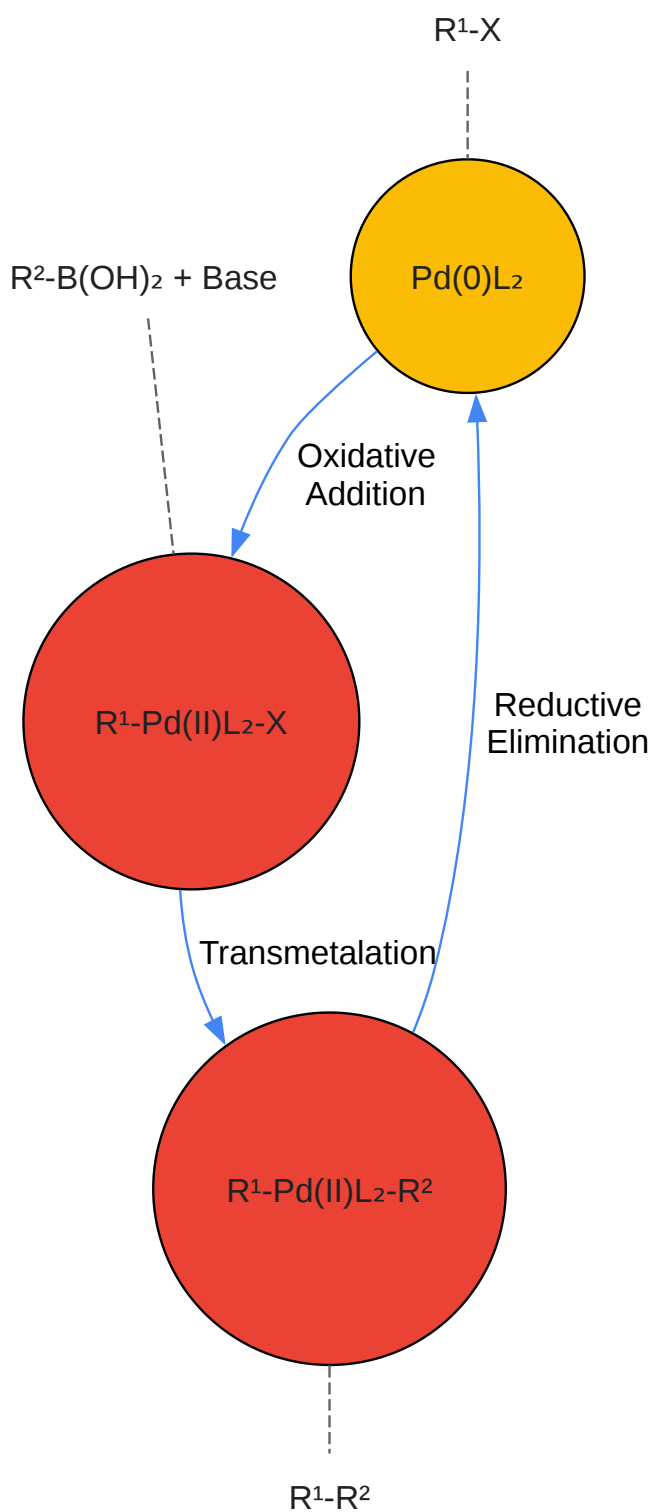 R¹-X
Pd(0)L₂
R²-B(OH)₂ + Base
Oxidative
Addition
R¹-Pd(II)L₂-X
Reductive
Elimination
Transmetalation
R¹-Pd(II)L₂-R²
R¹-R²